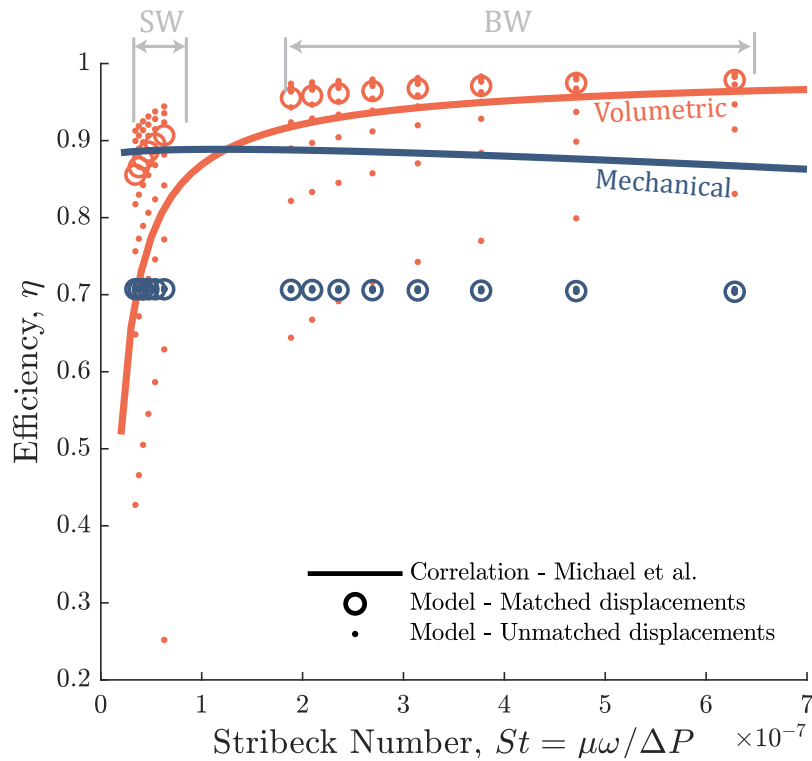 SW
BW
1
0.9
0.8
0.7
0.6
0.5
0.4
0.3
0.2
Efficiency, η
Volumetric
Mechanical
Correlation - Michael et al.
Model - Matched displacements
Model - Unmatched displacements
0 1 2 3 4 5 6 7
Stribeck Number, St = μω/ΔP ×10⁻⁷